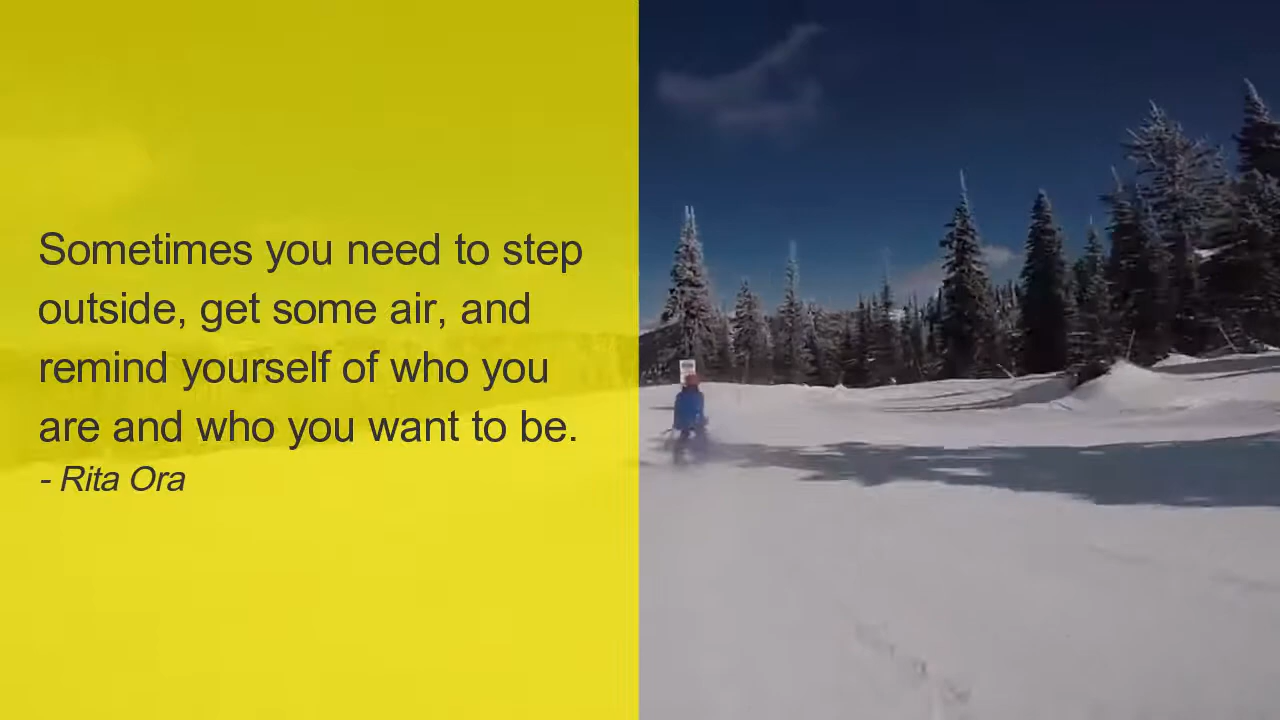 Sometimes you need to step
outside, get some air, and
remind yourself of who you
are and who you want to be.
- Rita Ora